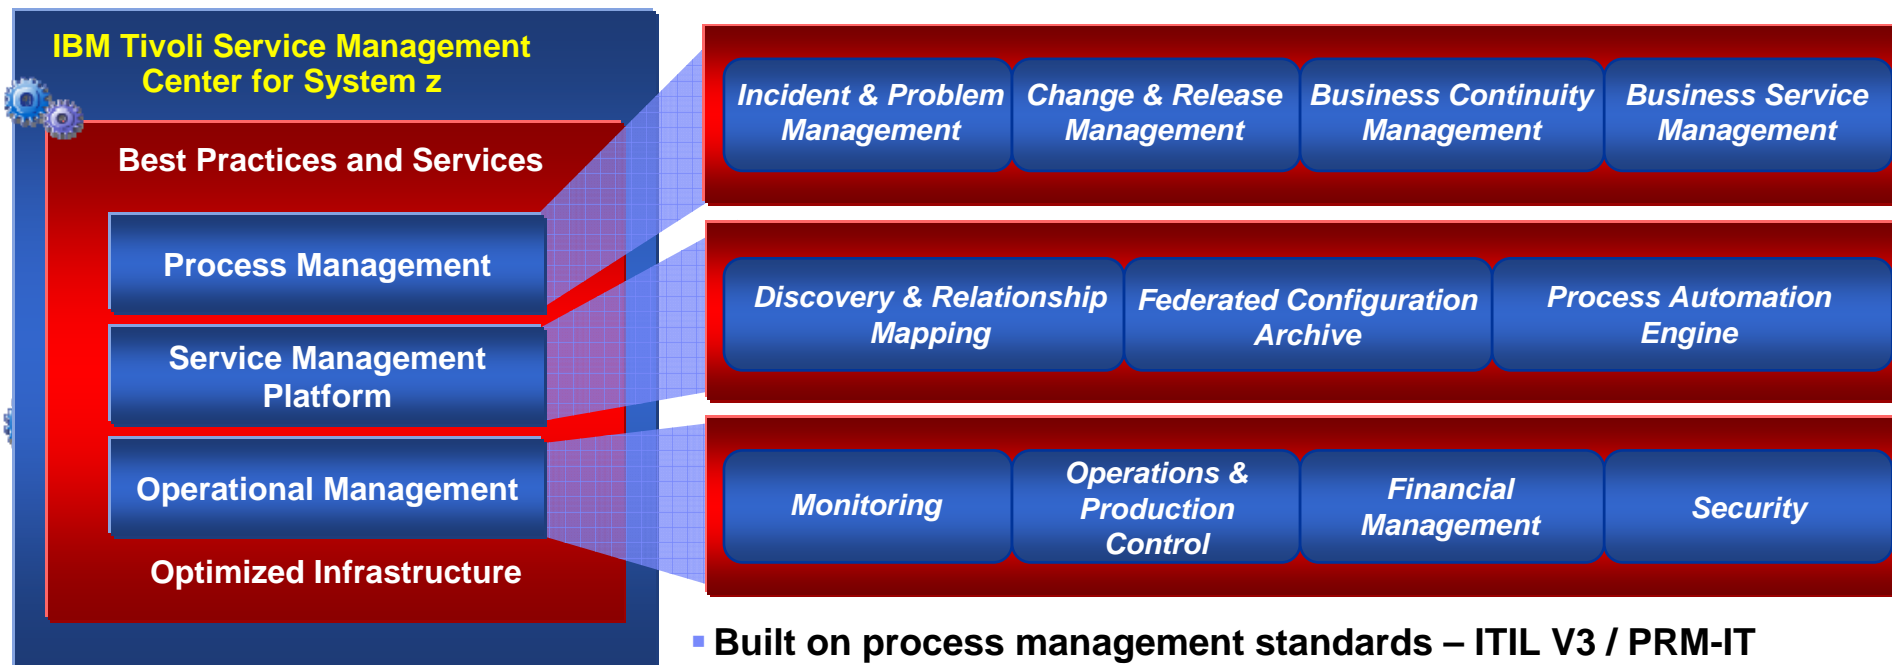 IBM Tivoli Service Management
Center for System z
Best Practices and Services
Process Management
Service Management
Platform
Operational Management
Optimized Infrastructure
Incident & Problem
Management
Change & Release
Management
Business Continuity
Management
Business Service
Management
Discovery & Relationship
Mapping
Federated Configuration
Archive
Process Automation
Engine
Monitoring
Operations &
Production
Control
Financial
Management
Security
▪ Built on process management standards – ITIL V3 / PRM-IT